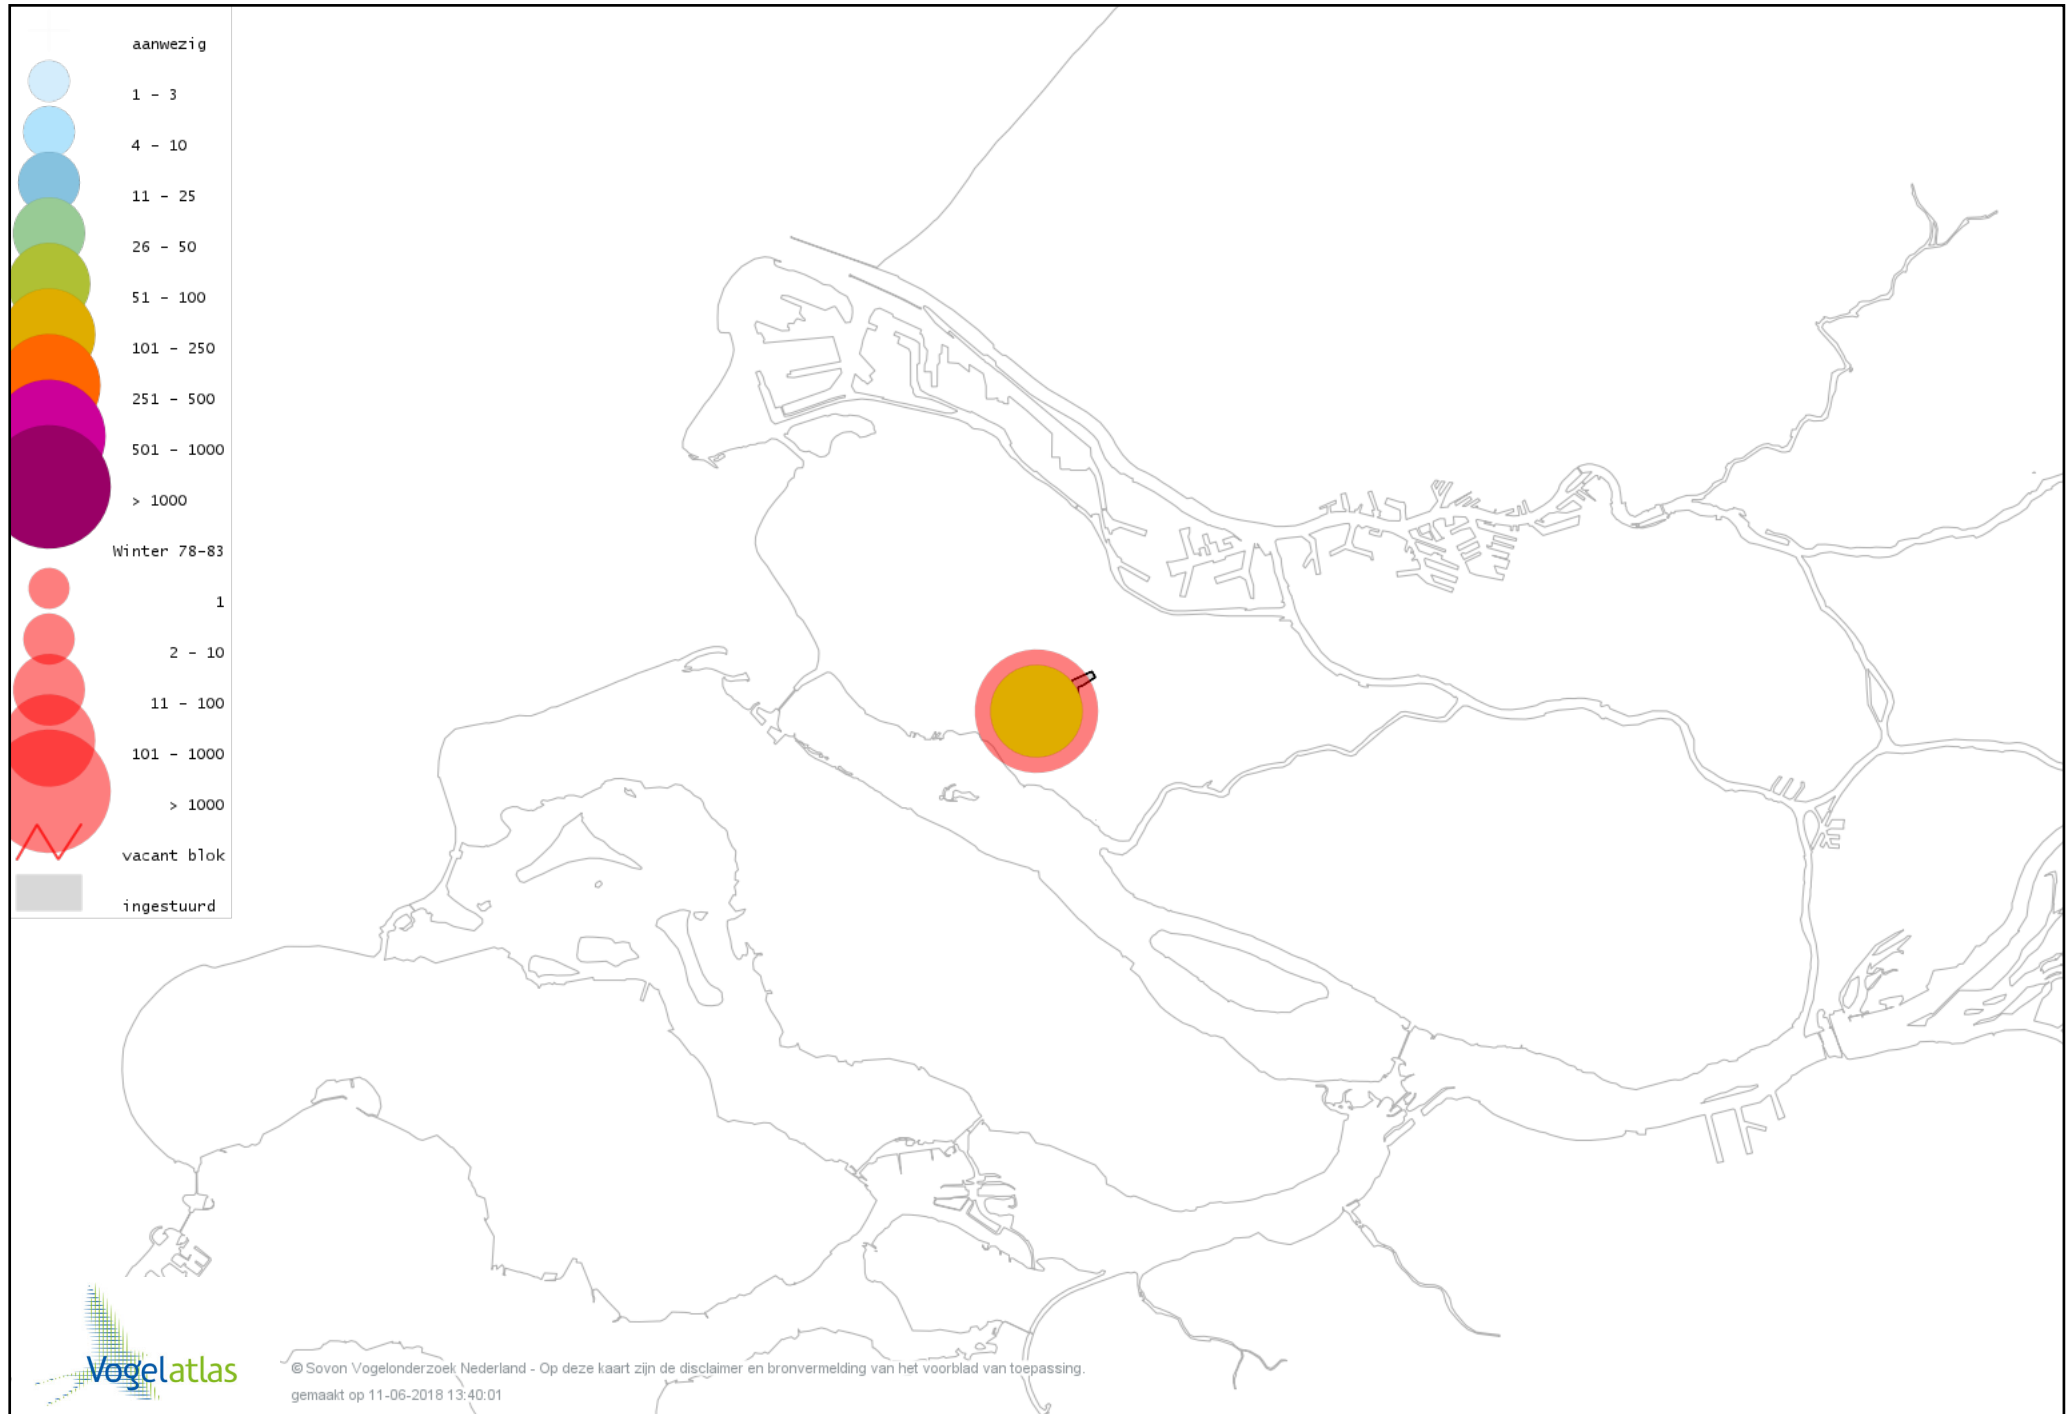 aanwezig
1 - 3
4 - 10
11 - 25
26 - 50
51 - 100
101 - 250
251 - 500
501 - 1000
> 1000
Winter 78-83
1
2 - 10
11 - 100
101 - 1000
> 1000
vacant blok
ingestuurd
Vogelatlas
© Sovon Vogelonderzoek Nederland - Op deze kaart zijn de disclaimer en bronvermelding van het voorblad van toepassing.
gemaakt op 11-06-2018 13:40:01